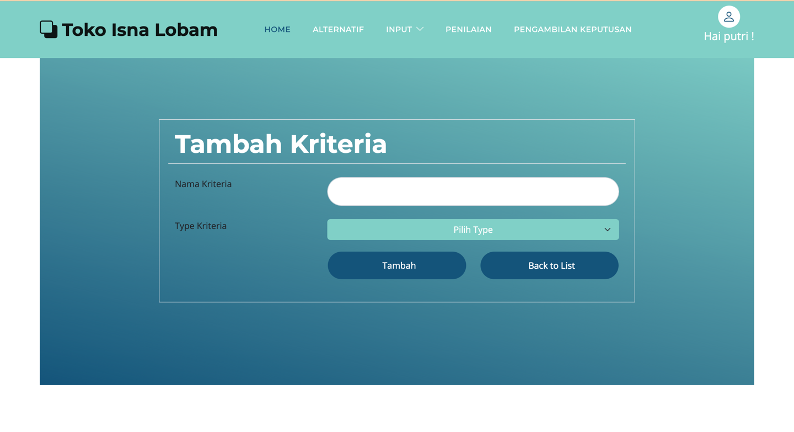 Toko Isna Lobam
HOME ALTERNATIF INPUT PENILAIAN PENGAMBILAN KEPUTUSAN
Hai putri !
Tambah Kriteria
Nama Kriteria
Type Kriteria
Pilih Type
Tambah Back to List